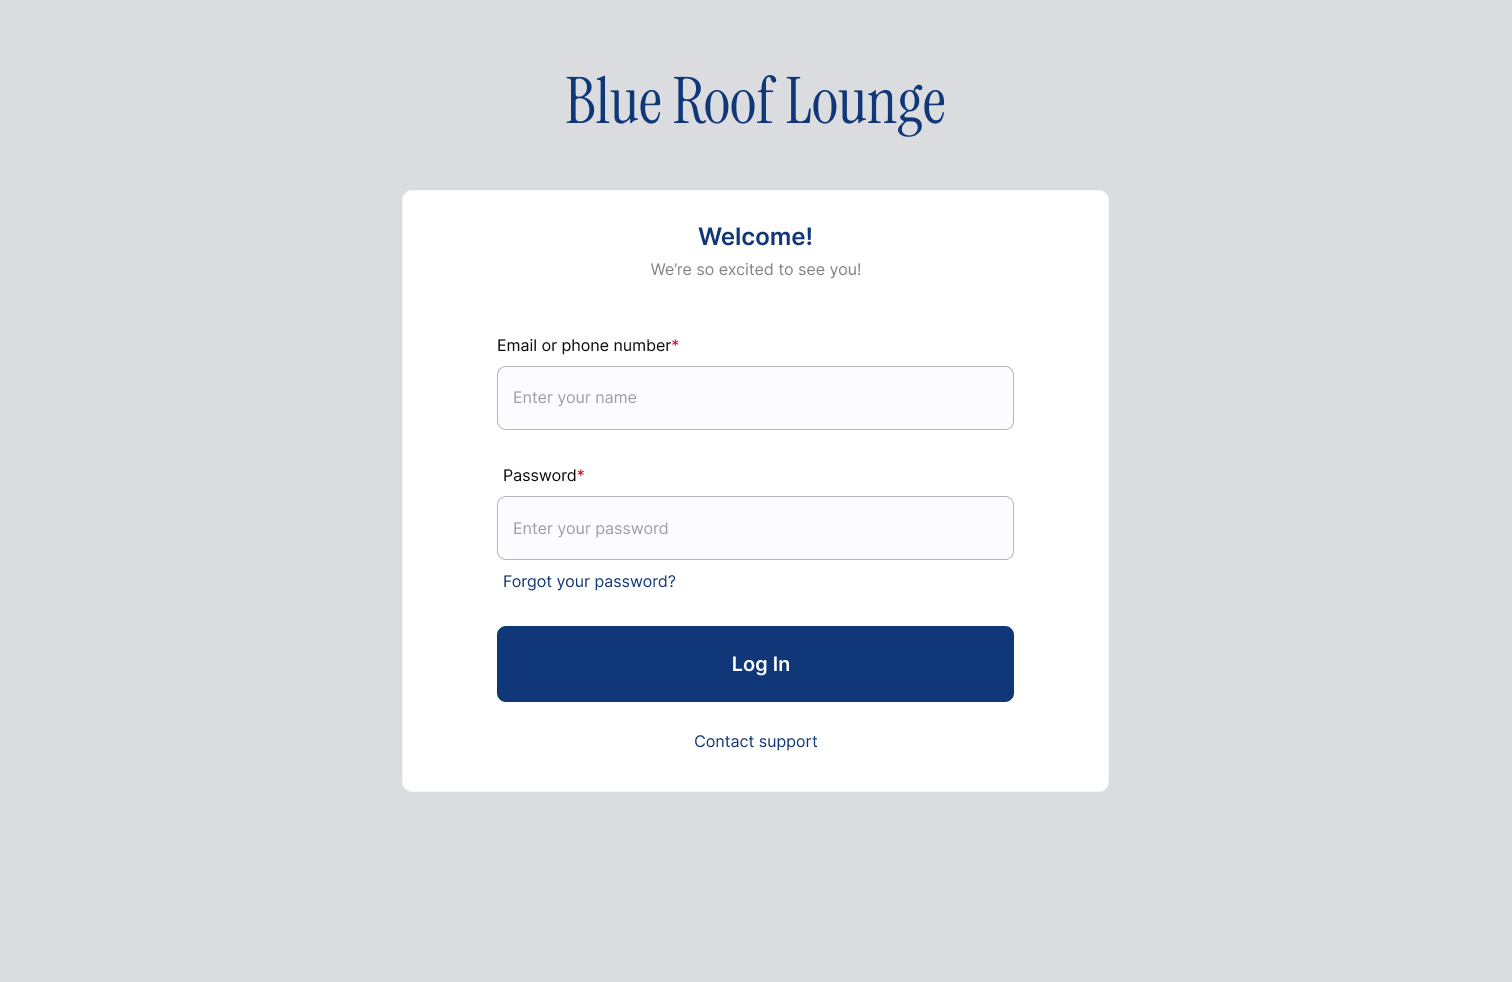 Blue Roof Lounge
Welcome!
We’re so excited to see you!
Email or phone number*
Enter your name
Password*
Enter your password
Forgot your password?
Log In
Contact support